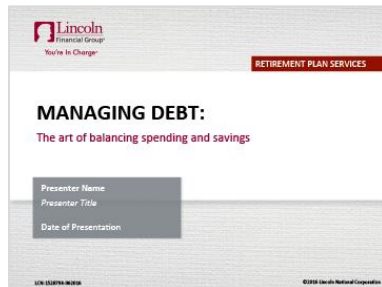 Lincoln
Financial Group®
You're In Charge®
RETIREMENT PLAN SERVICES
MANAGING DEBT:
The art of balancing spending and savings
Presenter Name
Presenter Title
Date of Presentation
©2016 Lincoln National Corporation